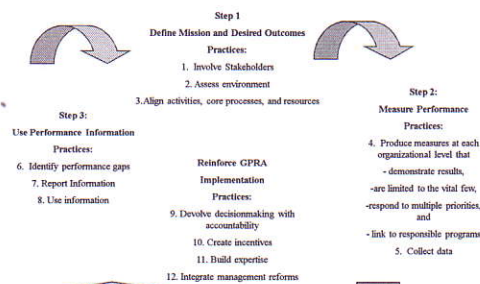 Step 1
Define Mission and Desired Outcomes
Practices:
1. Involve Stakeholders
2. Assess environment
3.Align activities, core processes, and resources
Step 2:
Measure Performance
Practices:
4. Produce measures at each
organizational level that
- demonstrate results,
-are limited to the vital few,
-respond to multiple priorities,
and
- link to responsible programs
5. Collect data
Step 3:
Use Performance Information
Practices:
6. Identify performance gaps
7. Report Information
8. Use information
Reinforce GPRA
Implementation
Practices:
9. Devolve decisionmaking with
accountability
10. Create incentives
11. Build expertise
12. Integrate management reforms